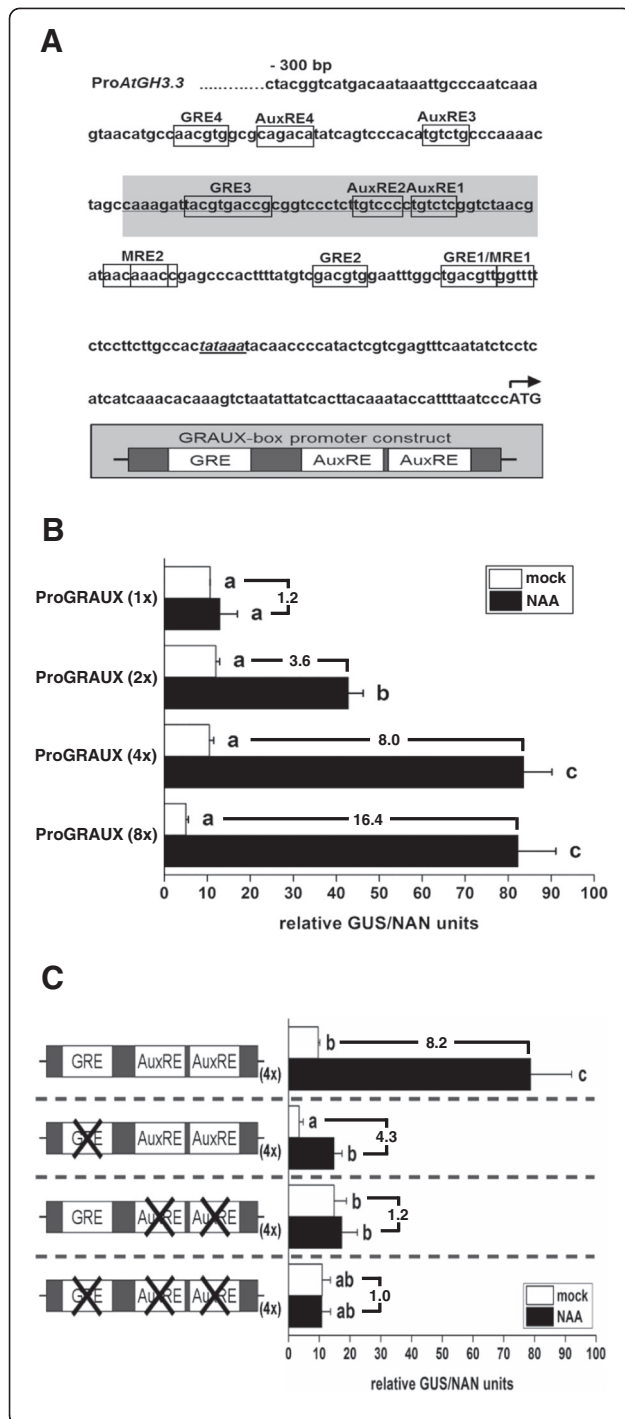 A
- 300 bp
ProAtGH3.3 ............ctacggtcatgacaataaattgcccaatcaaa
GRE4 AuxRE4 AuxRE3
gtaacatgccaacgtggcgcagacatatcagtcccacatgtctgcccaaaac
GRE3 AuxRE2AuxRE1
tagccaaagattacgtgaccgcggtccctcttgtcccctgtctcggtctaacg
MRE2 GRE2 GRE1/MRE1
ataacaaaccgagcccacttttatgtcgacgtggaatttggctgacgttggtttt
ctccttcttgccactataaatacaaccccatactcgtcgagtttcaatatctcctc
atcatcaaacacaaagtctaatattatcacttacaaataccattttaatcccATG
GRAUX-box promoter construct
GRE AuxRE AuxRE
B
mock
NAA
ProGRAUX (1x) a 1.2 a
ProGRAUX (2x) a 3.6 b
ProGRAUX (4x) a 8.0 c
ProGRAUX (8x) a 16.4 c
0 10 20 30 40 50 60 70 80 90 100
relative GUS/NAN units
C
GRE AuxRE AuxRE (4x) b 8.2 c
GRE AuxRE AuxRE (4x) a 4.3 b
GRE AuxRE AuxRE (4x) b 1.2 b
GRE AuxRE AuxRE (4x) ab 1.0 ab
mock
NAA
0 10 20 30 40 50 60 70 80 90 100
relative GUS/NAN units